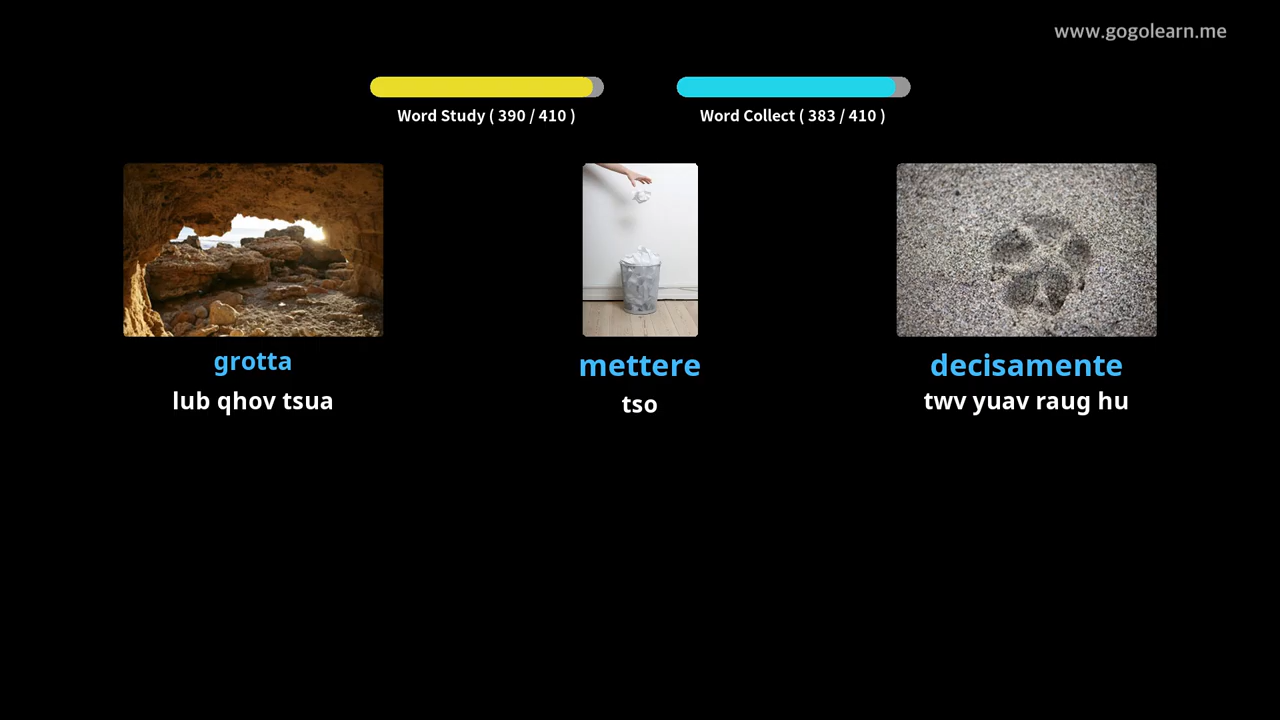 www.gogolearn.me
Word Study ( 390 / 410 )
Word Collect ( 383 / 410 )
grotta
lub qhov tsua
mettere
tso
decisamente
twv yuav raug hu